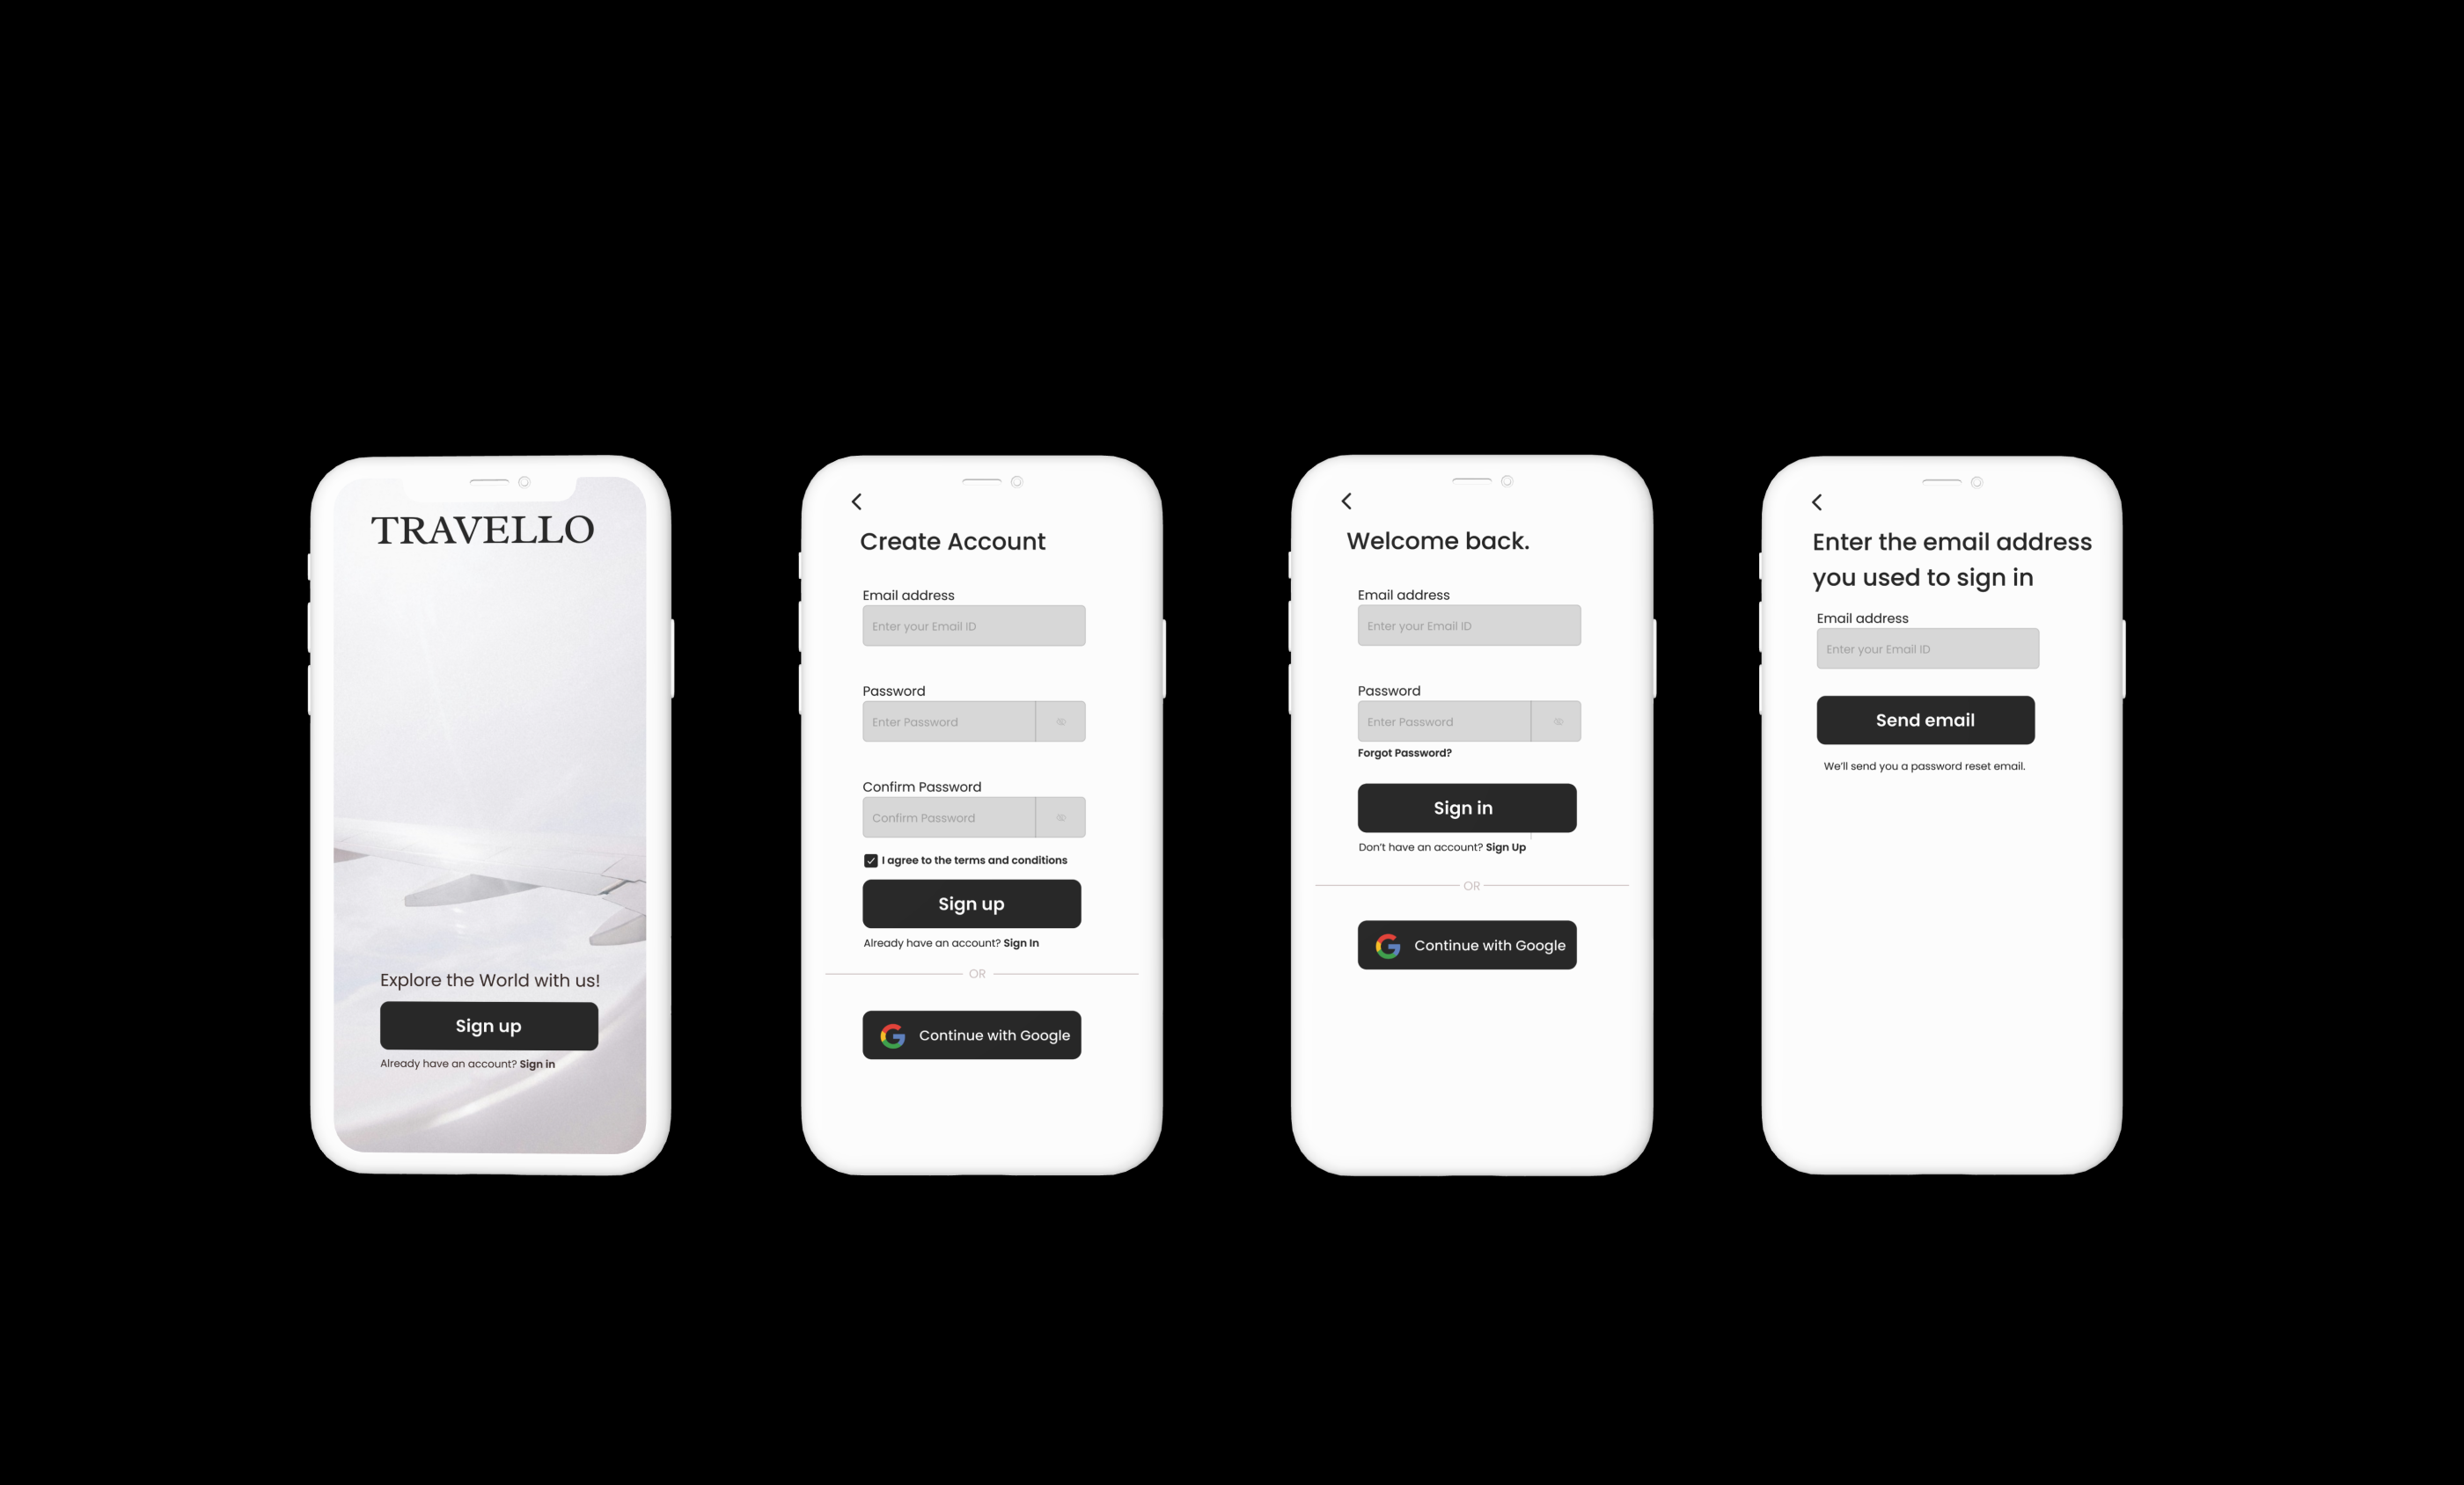 TRAVELLO
Explore the World with us!
Sign up
Already have an account? Sign in
Create Account
Email address
Enter your Email ID
Password
Enter Password
Confirm Password
Confirm Password
I agree to the terms and conditions
Sign up
Already have an account? Sign In
OR
Continue with Google
Welcome back.
Email address
Enter your Email ID
Password
Enter Password
Forgot Password?
Sign in
Don't have an account? Sign Up
OR
Continue with Google
Enter the email address
you used to sign in
Email address
Enter your Email ID
Send email
We'll send you a password reset email.